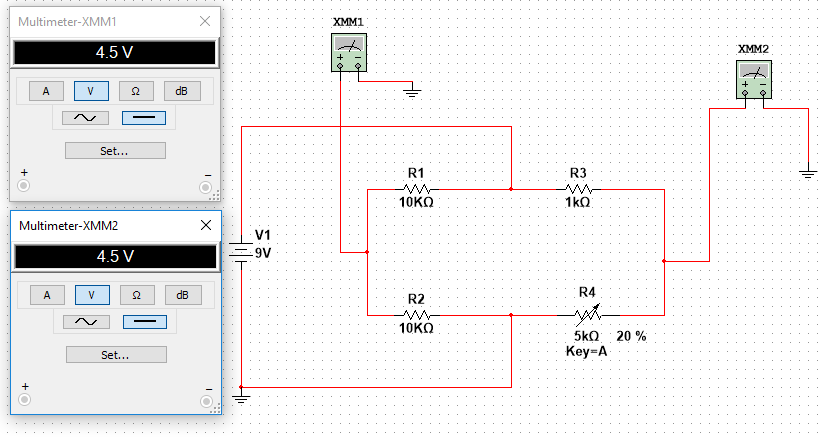 Multimeter-XMM1
4.5 V
A V Ω dB
Set...
+ −
Multimeter-XMM2
4.5 V
A V Ω dB
Set...
+ −
XMM1
+ −
XMM2
+ −
R1
10KΩ
R3
1kΩ
V1
9V
R2
10KΩ
R4
5kΩ 20 %
Key=A